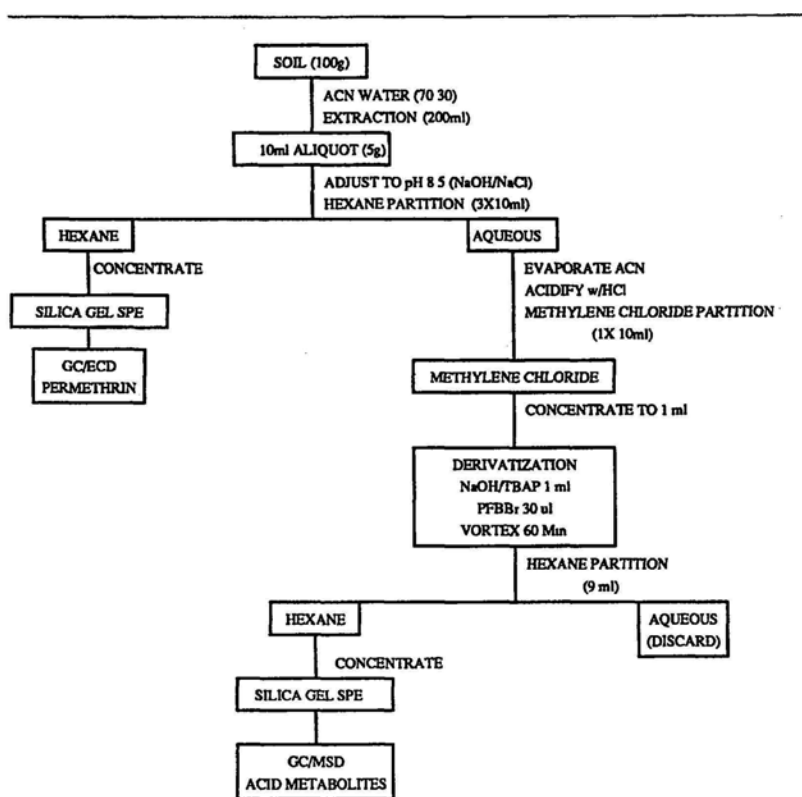 SOIL (100g)
ACN WATER (70 30)
EXTRACTION (200ml)
10ml ALIQUOT (5g)
ADJUST TO pH 8 5 (NaOH/NaCl)
HEXANE PARTITION (3X10ml)
HEXANE
AQUEOUS
CONCENTRATE
SILICA GEL SPE
GC/ECD
PERMETHRIN
EVAPORATE ACN
ACIDIFY w/HCl
METHYLENE CHLORIDE PARTITION
(1X 10ml)
METHYLENE CHLORIDE
CONCENTRATE TO 1 ml
DERIVATIZATION
NaOH/TBAP 1 ml
PFBBr 30 ul
VORTEX 60 Min
HEXANE PARTITION
(9 ml)
HEXANE
AQUEOUS
(DISCARD)
CONCENTRATE
SILICA GEL SPE
GC/MSD
ACID METABOLITES